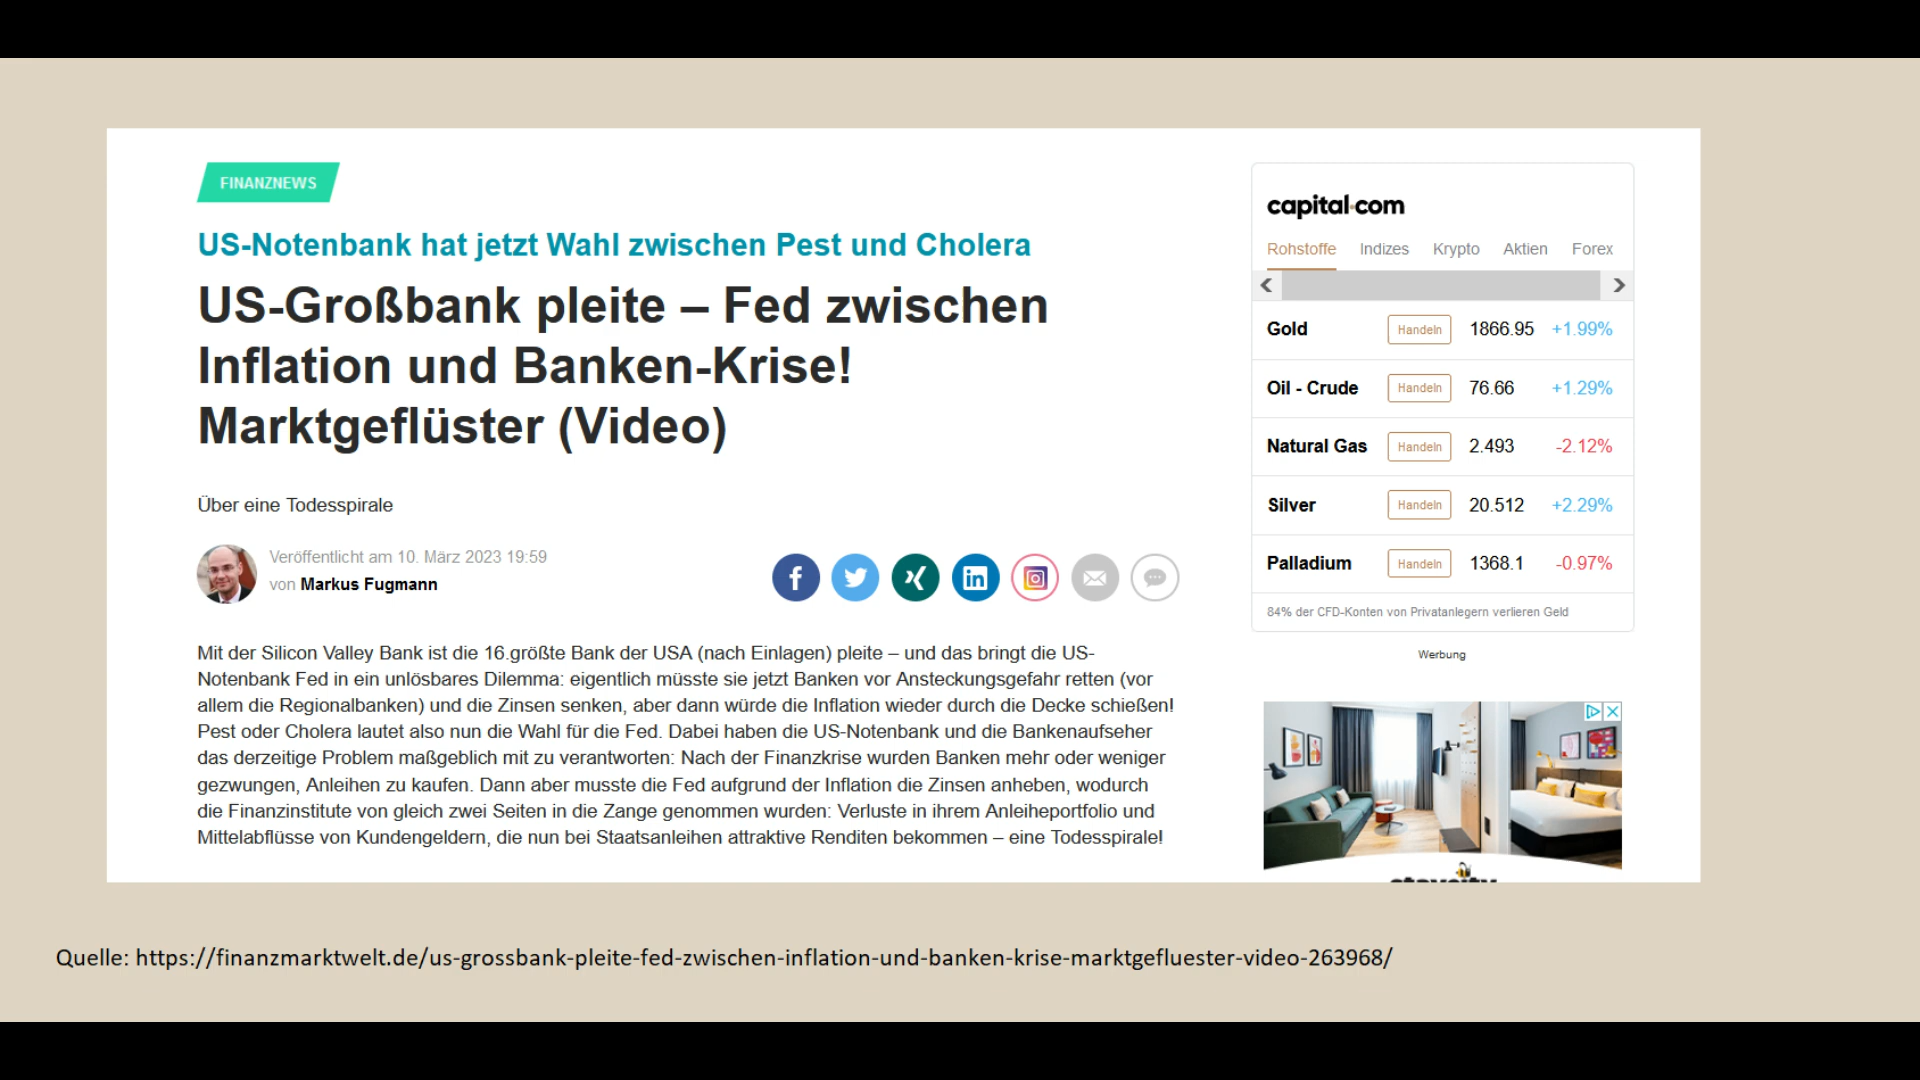 FINANZNEWS
US-Notenbank hat jetzt Wahl zwischen Pest und Cholera
US-Großbank pleite – Fed zwischen
Inflation und Banken-Krise!
Marktgeflüster (Video)
Über eine Todesspirale
Veröffentlicht am 10. März 2023 19:59
von Markus Fugmann
Mit der Silicon Valley Bank ist die 16.größte Bank der USA (nach Einlagen) pleite – und das bringt die US-
Notenbank Fed in ein unlösbares Dilemma: eigentlich müsste sie jetzt Banken vor Ansteckungsgefahr retten (vor
allem die Regionalbanken) und die Zinsen senken, aber dann würde die Inflation wieder durch die Decke schießen!
Pest oder Cholera lautet also nun die Wahl für die Fed. Dabei haben die US-Notenbank und die Bankenaufseher
das derzeitige Problem maßgeblich mit zu verantworten: Nach der Finanzkrise wurden Banken mehr oder weniger
gezwungen, Anleihen zu kaufen. Dann aber musste die Fed aufgrund der Inflation die Zinsen anheben, wodurch
die Finanzinstitute von gleich zwei Seiten in die Zange genommen wurden: Verluste in ihrem Anleiheportfolio und
Mittelabflüsse von Kundengeldern, die nun bei Staatsanleihen attraktive Renditen bekommen – eine Todesspirale!
capital.com
Rohstoffe Indizes Krypto Aktien Forex
Gold Handeln 1866.95 +1.99%
Oil - Crude Handeln 76.66 +1.29%
Natural Gas Handeln 2.493 -2.12%
Silver Handeln 20.512 +2.29%
Palladium Handeln 1368.1 -0.97%
84% der CFD-Konten von Privatanlegern verlieren Geld
Werbung
Quelle: https://finanzmarktwelt.de/us-grossbank-pleite-fed-zwischen-inflation-und-banken-krise-marktgefluester-video-263968/